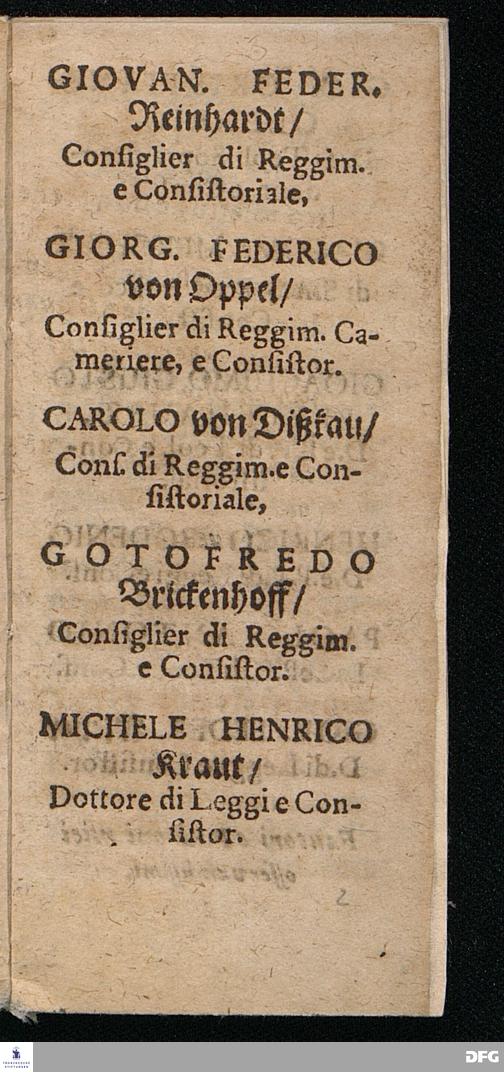 GIOVAN. FEDER.
Reinhardt/
Conſiglier di Reggim.
e Conſiſtoriale,
GIORG. FEDERICO
von Oppel/
Conſiglier di Reggim. Ca-
meriere, e Conſiſtor.
CAROLO von Dißkau/
Conſ. di Reggim. e Con-
ſiſtoriale,
GOTOFREDO
Brickenhoff/
Conſiglier di Reggim.
e Conſiſtor.
MICHELE HENRICO
Kraut/
Dottore di Leggi e Con-
ſiſtor.
DFG